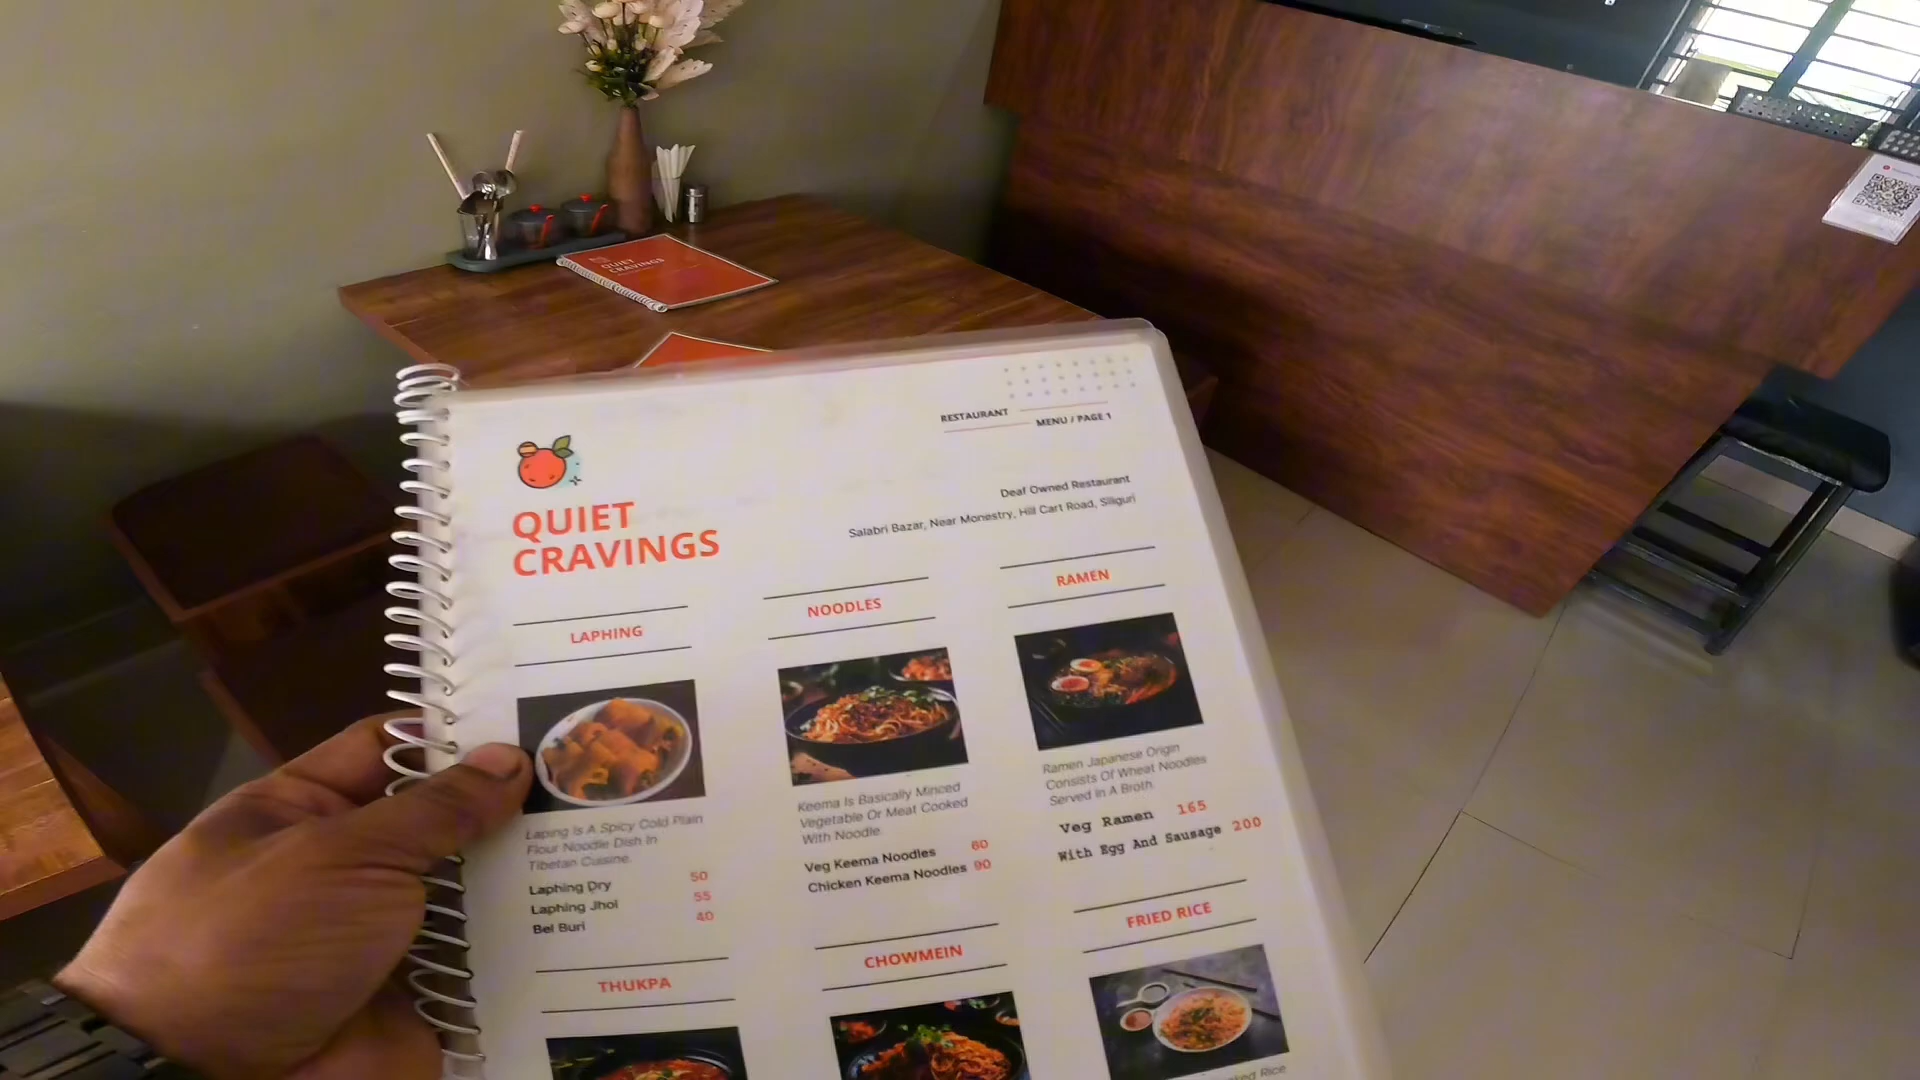 QUIET
CRAVINGS
RESTAURANT
MENU / PAGE 1
QUIET
CRAVINGS
Deaf Owned Restaurant
Salabri Bazar, Near Monestry, Hill Cart Road, Siliguri
LAPHING
Laping Is A Spicy Cold Plain
Flour Noodle Dish In
Tibetan Cuisine.
Laphing Dry 50
Laphing Jhol 55
Bel Buri 40
NOODLES
Keema Is Basically Minced
Vegetable Or Meat Cooked
With Noodle.
Veg Keema Noodles 80
Chicken Keema Noodles 90
RAMEN
Ramen Japanese Origin
Consists Of Wheat Noodles
Served In A Broth.
Veg Ramen 165
With Egg And Sausage 200
THUKPA
CHOWMEIN
FRIED RICE
Rice